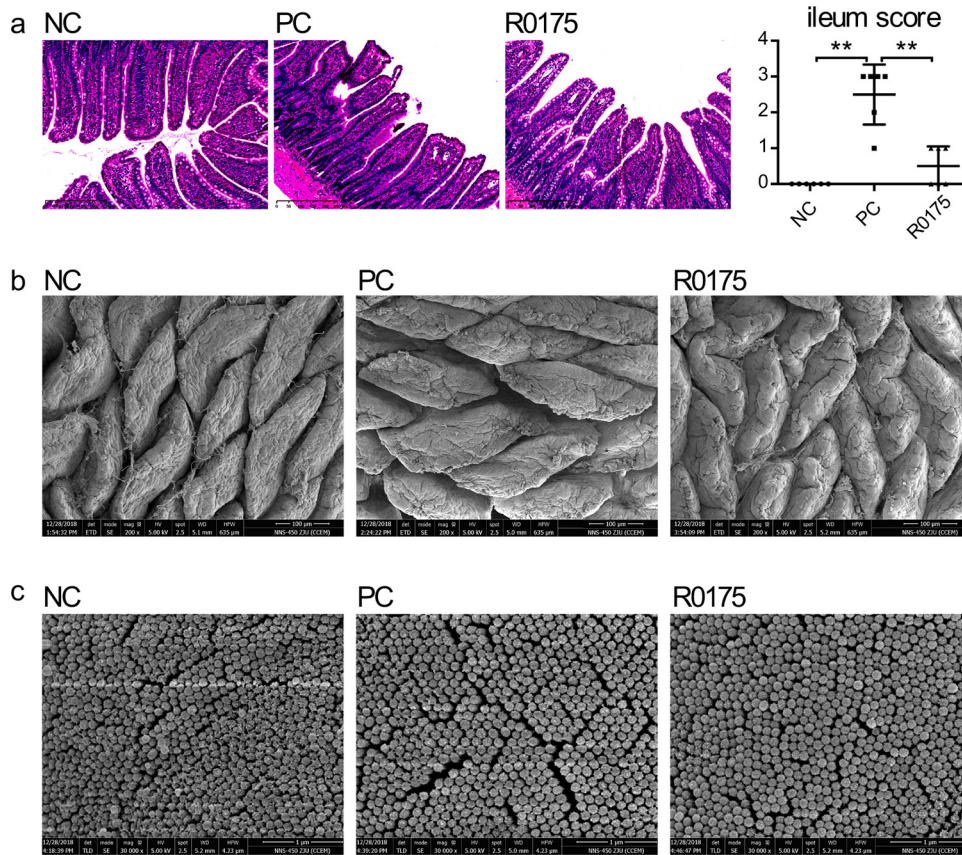 a
NC
PC
R0175
ileum score
4
3
2
1
0
**
**
NC
PC
R0175
b
NC
PC
R0175
12/28/2018 det mode mag HV spot WD HFW 100 µm
1:54:32 PM ETD SE 200 x 5.00 kV 2.5 5.1 mm 635 µm NNS-450 ZJU (CCEM)
12/28/2018 det mode mag HV spot WD HFW 100 µm
2:24:22 PM ETD SE 200 x 5.00 kV 2.5 5.0 mm 635 µm NNS-450 ZJU (CCEM)
12/28/2018 det mode mag HV spot WD HFW 100 µm
3:54:09 PM ETD SE 200 x 5.00 kV 2.5 5.2 mm 635 µm NNS-450 ZJU (CCEM)
c
NC
PC
R0175
12/28/2018 det mode mag HV spot WD HFW 1 µm
4:18:39 PM TLD SE 30 000 x 5.00 kV 2.5 5.2 mm 4.23 µm NNS-450 ZJU (CCEM)
12/28/2018 det mode mag HV spot WD HFW 1 µm
4:39:20 PM TLD SE 30 000 x 5.00 kV 2.5 5.0 mm 4.23 µm NNS-450 ZJU (CCEM)
12/28/2018 det mode mag HV spot WD HFW 1 µm
4:46:47 PM TLD SE 30 000 x 5.00 kV 2.5 5.2 mm 4.23 µm NNS-450 ZJU (CCEM)